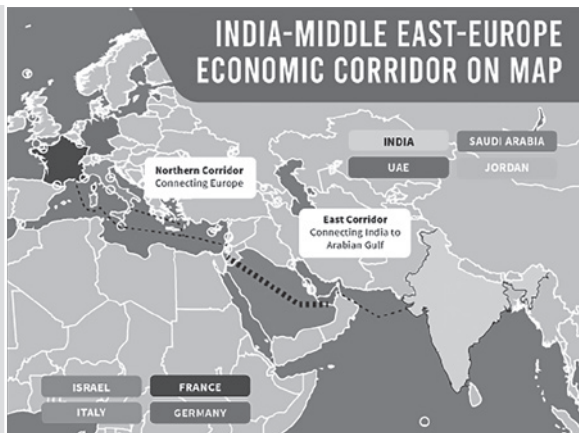 INDIA-MIDDLE EAST-EUROPE
ECONOMIC CORRIDOR ON MAP
INDIA
SAUDI ARABIA
UAE
JORDAN
Northern Corridor
Connecting Europe
East Corridor
Connecting India to
Arabian Gulf
ISRAEL
FRANCE
ITALY
GERMANY